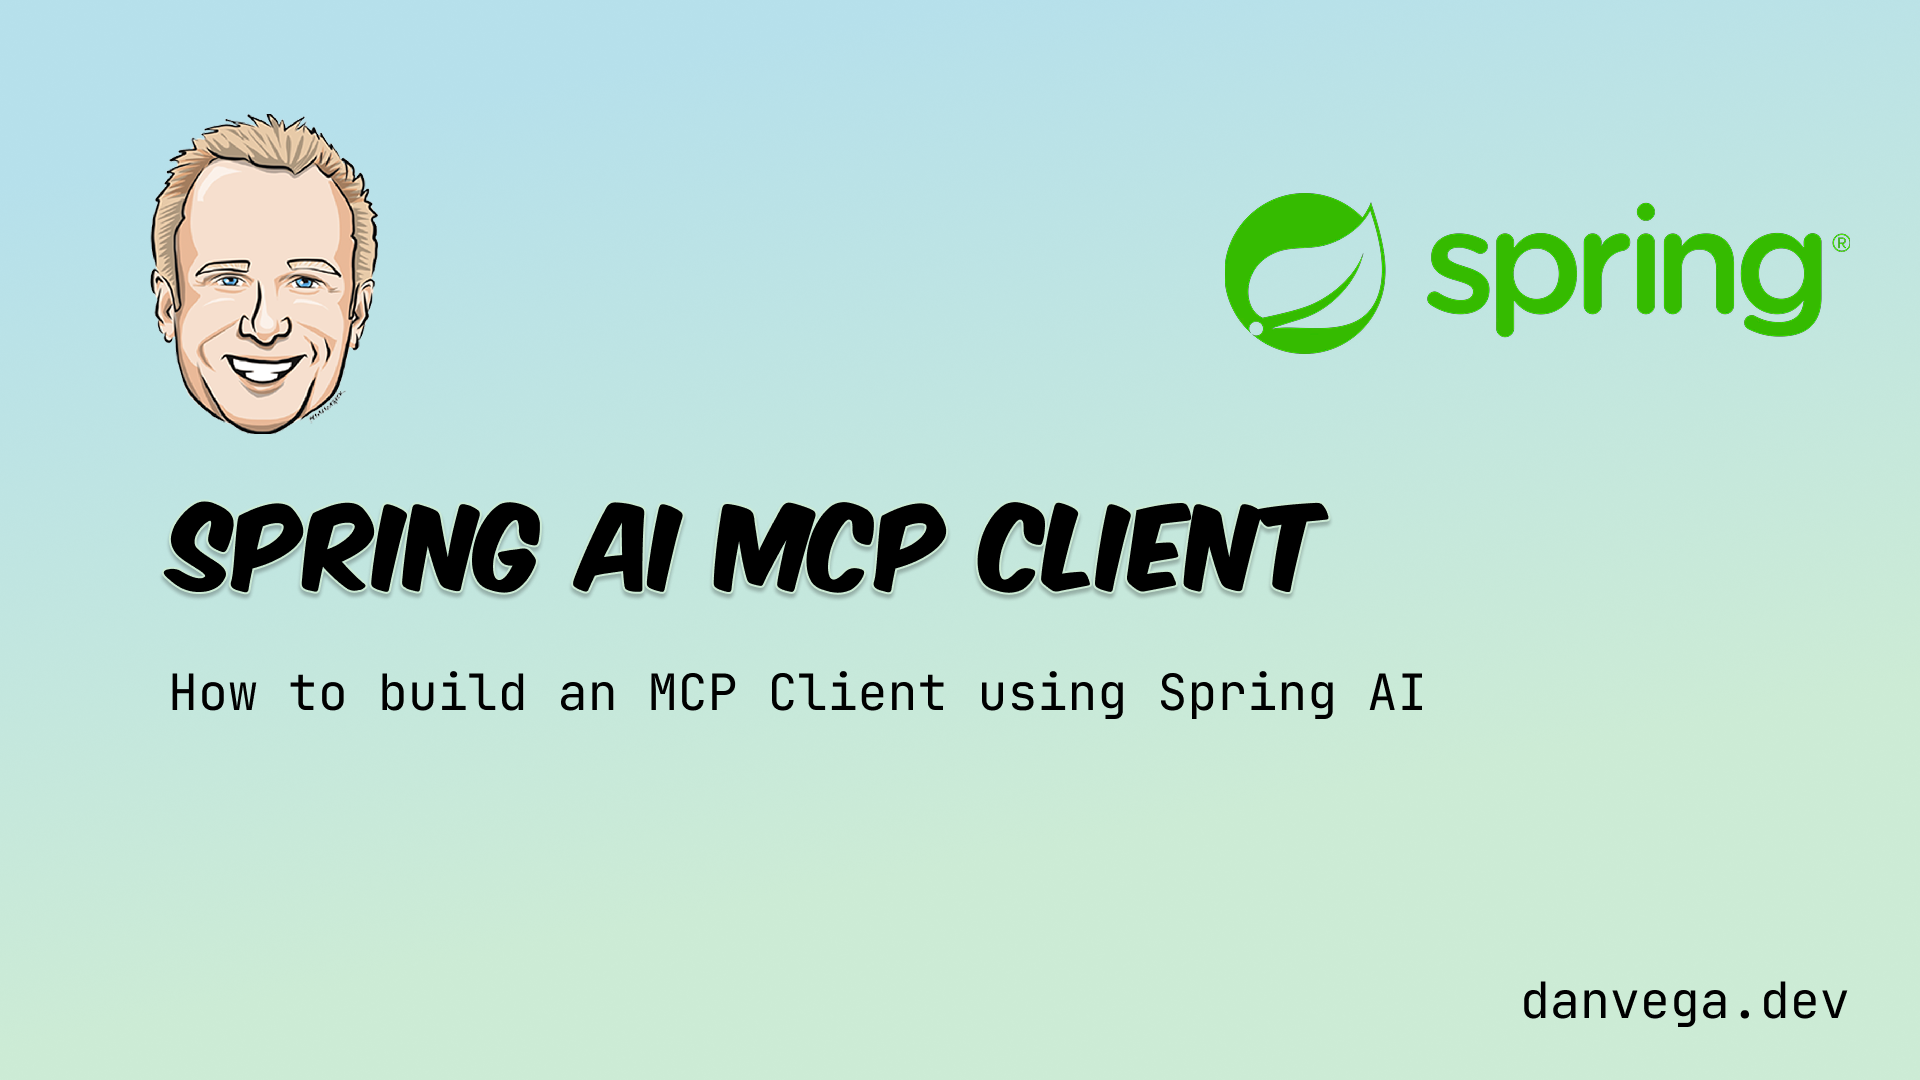 spring®
SPRING AI MCP CLIENT
How to build an MCP Client using Spring AI
danvega.dev